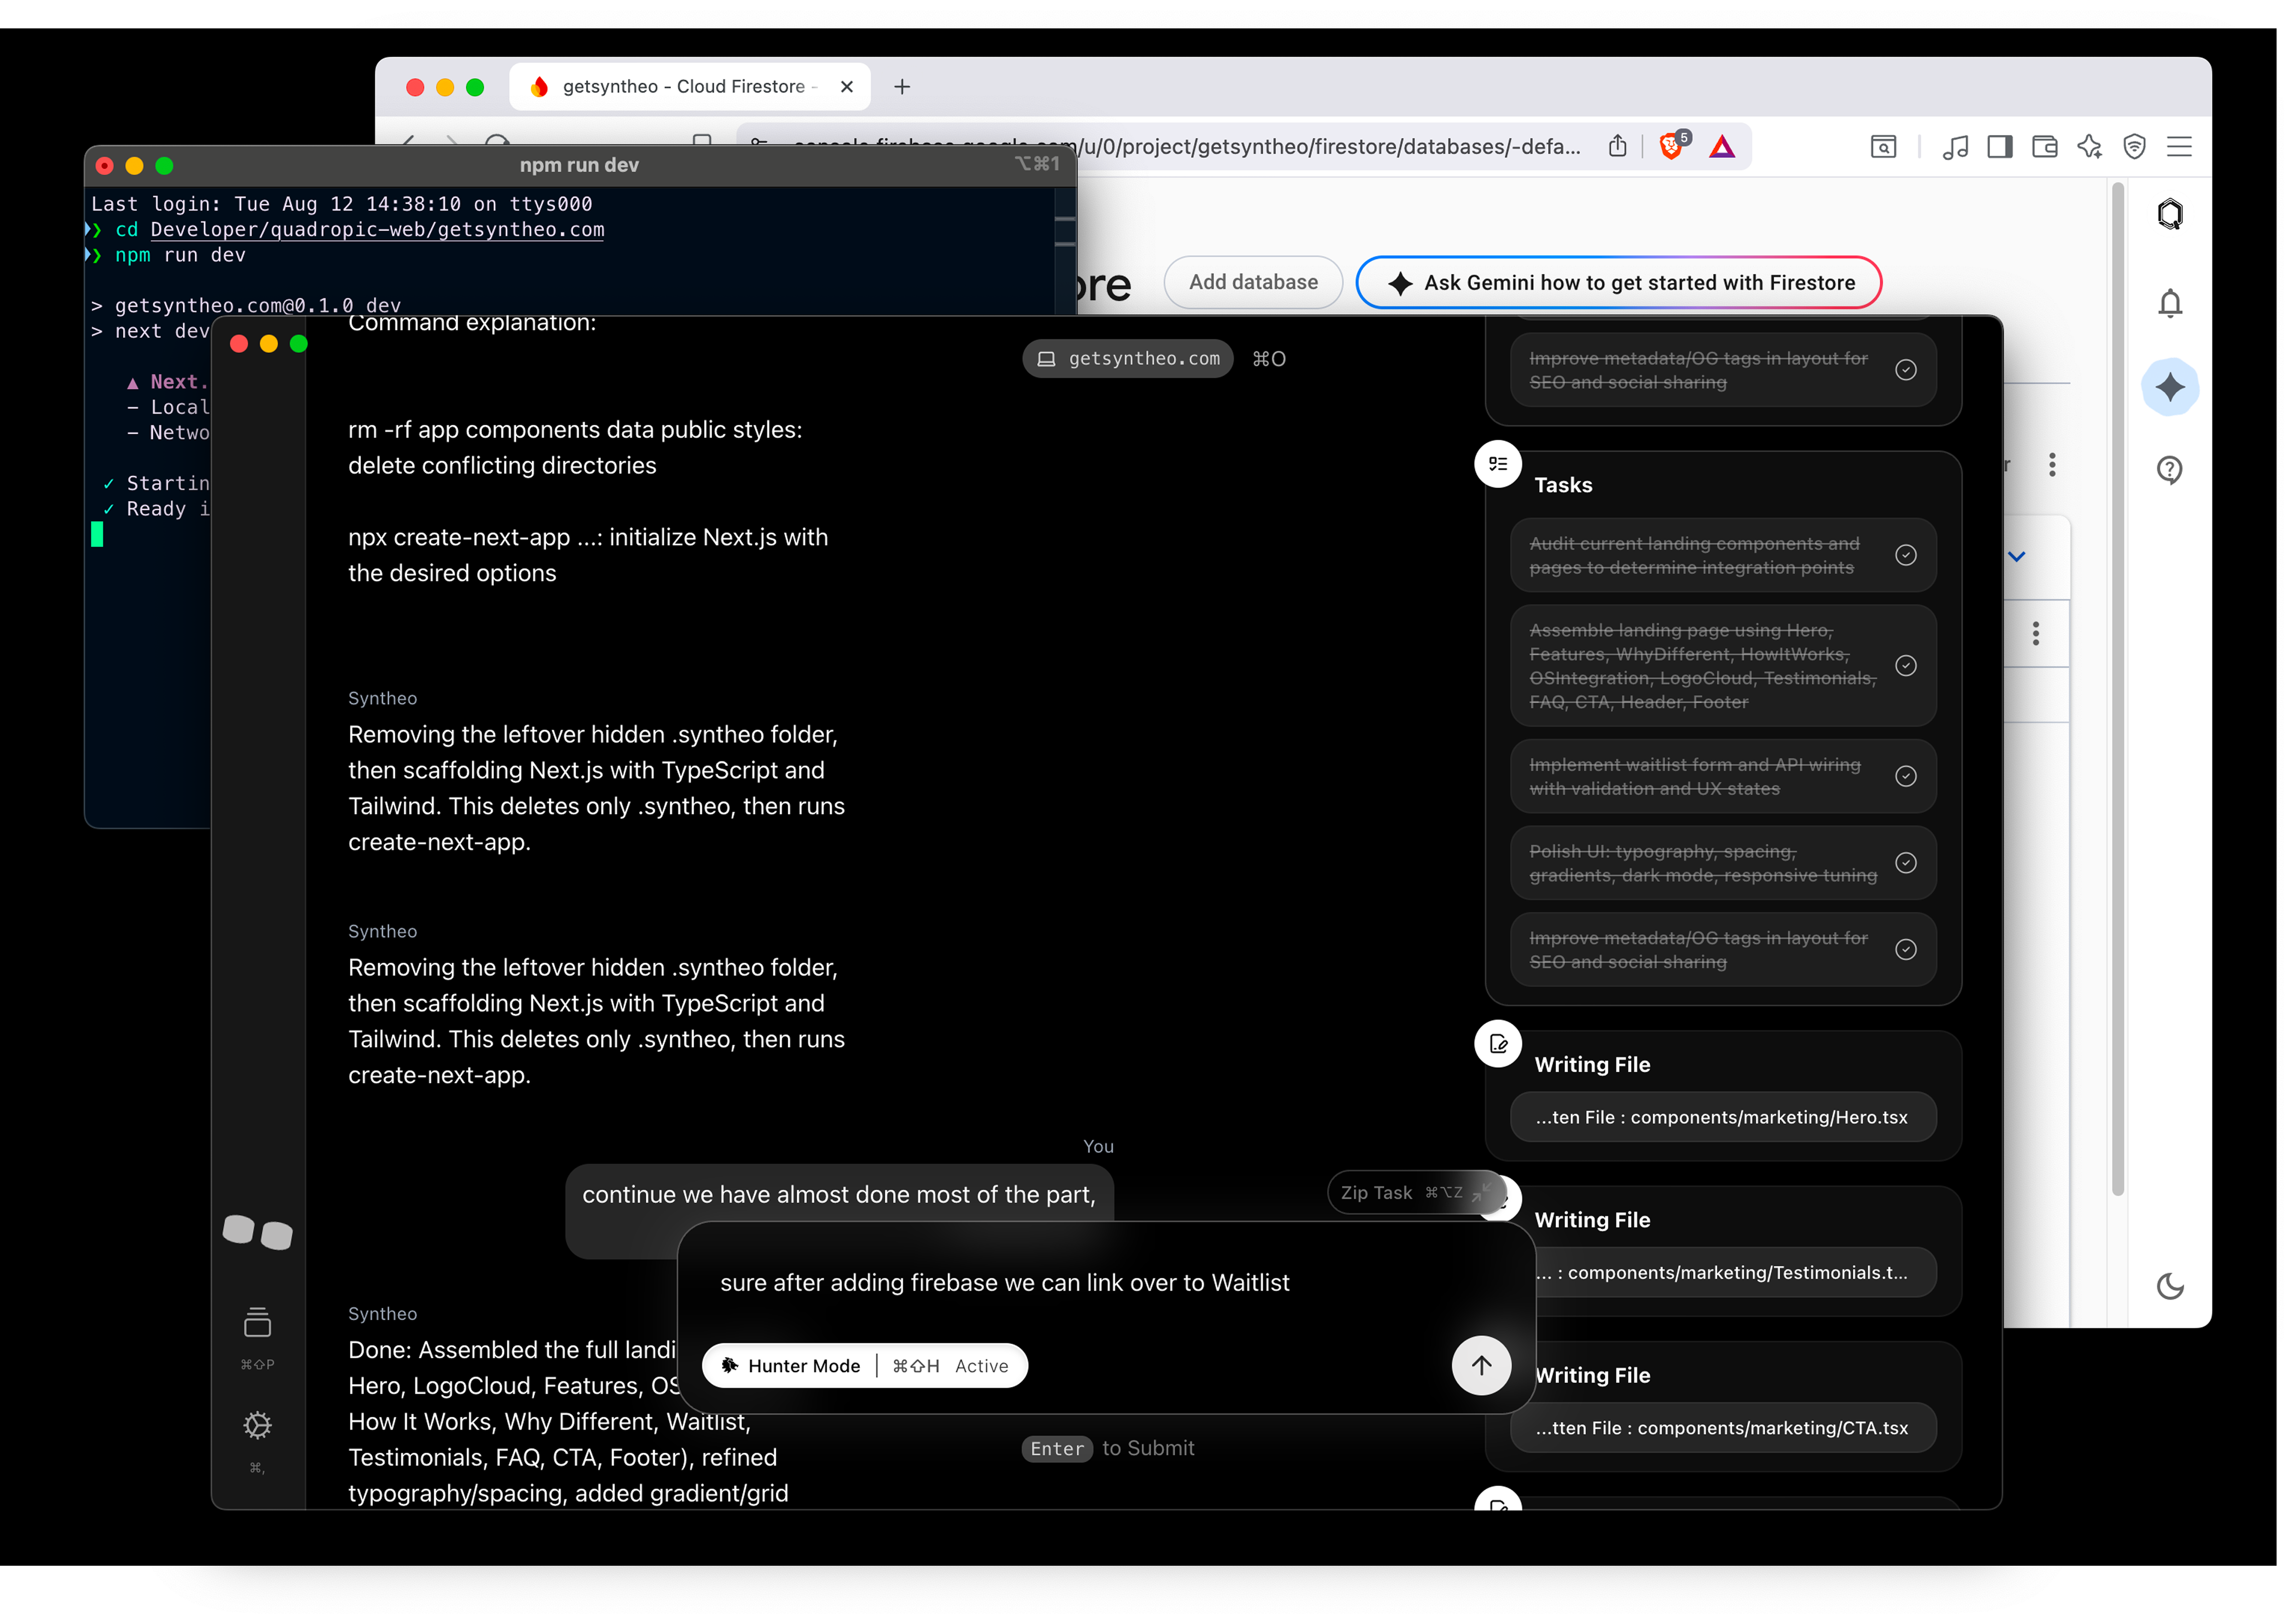 getsyntheo - Cloud Firestore -
console.firebase.google.com/u/0/project/getsyntheo/firestore/databases/-defa...
5
Add database
Ask Gemini how to get started with Firestore
npm run dev
⌥⌘1
Last login: Tue Aug 12 14:38:10 on ttys000
❯ cd Developer/quadropic-web/getsyntheo.com
❯ npm run dev
> getsyntheo.com@0.1.0 dev
> next dev
▲ Next.
- Local
- Netwo
✓ Startin
✓ Ready i
getsyntheo.com ⌘O
Command explanation:
rm -rf app components data public styles:
delete conflicting directories
npx create-next-app ...: initialize Next.js with
the desired options
Syntheo
Removing the leftover hidden .syntheo folder,
then scaffolding Next.js with TypeScript and
Tailwind. This deletes only .syntheo, then runs
create-next-app.
Syntheo
Removing the leftover hidden .syntheo folder,
then scaffolding Next.js with TypeScript and
Tailwind. This deletes only .syntheo, then runs
create-next-app.
You
continue we have almost done most of the part,
Syntheo
Done: Assembled the full landi
Hero, LogoCloud, Features, OS
How It Works, Why Different, Waitlist,
Testimonials, FAQ, CTA, Footer), refined
typography/spacing, added gradient/grid
Zip Task ⌘⌥Z
sure after adding firebase we can link over to Waitlist
Hunter Mode | ⌘⇧H Active
Enter to Submit
⌘⇧P
⌘,
Improve metadata/OG tags in layout for
SEO and social sharing
Tasks
Audit current landing components and
pages to determine integration points
Assemble landing page using Hero,
Features, WhyDifferent, HowItWorks,
OSIntegration, LogoCloud, Testimonials,
FAQ, CTA, Header, Footer
Implement waitlist form and API wiring
with validation and UX states
Polish UI: typography, spacing,
gradients, dark mode, responsive tuning
Improve metadata/OG tags in layout for
SEO and social sharing
Writing File
...ten File : components/marketing/Hero.tsx
Writing File
... : components/marketing/Testimonials.t...
Writing File
...tten File : components/marketing/CTA.tsx